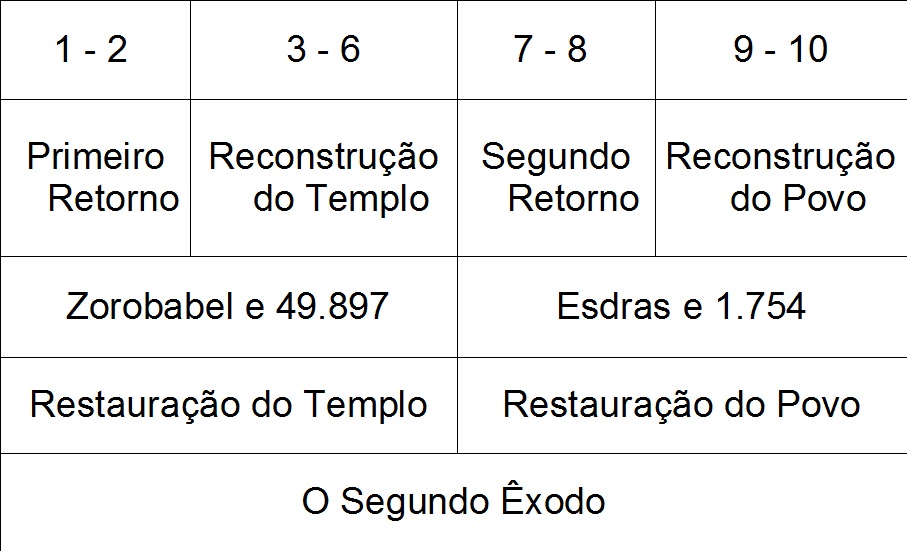 1 - 2
3 - 6
7 - 8
9 - 10
Primeiro
Retorno
Reconstrução
do Templo
Segundo
Retorno
Reconstrução
do Povo
Zorobabel e 49.897
Esdras e 1.754
Restauração do Templo
Restauração do Povo
O Segundo Êxodo